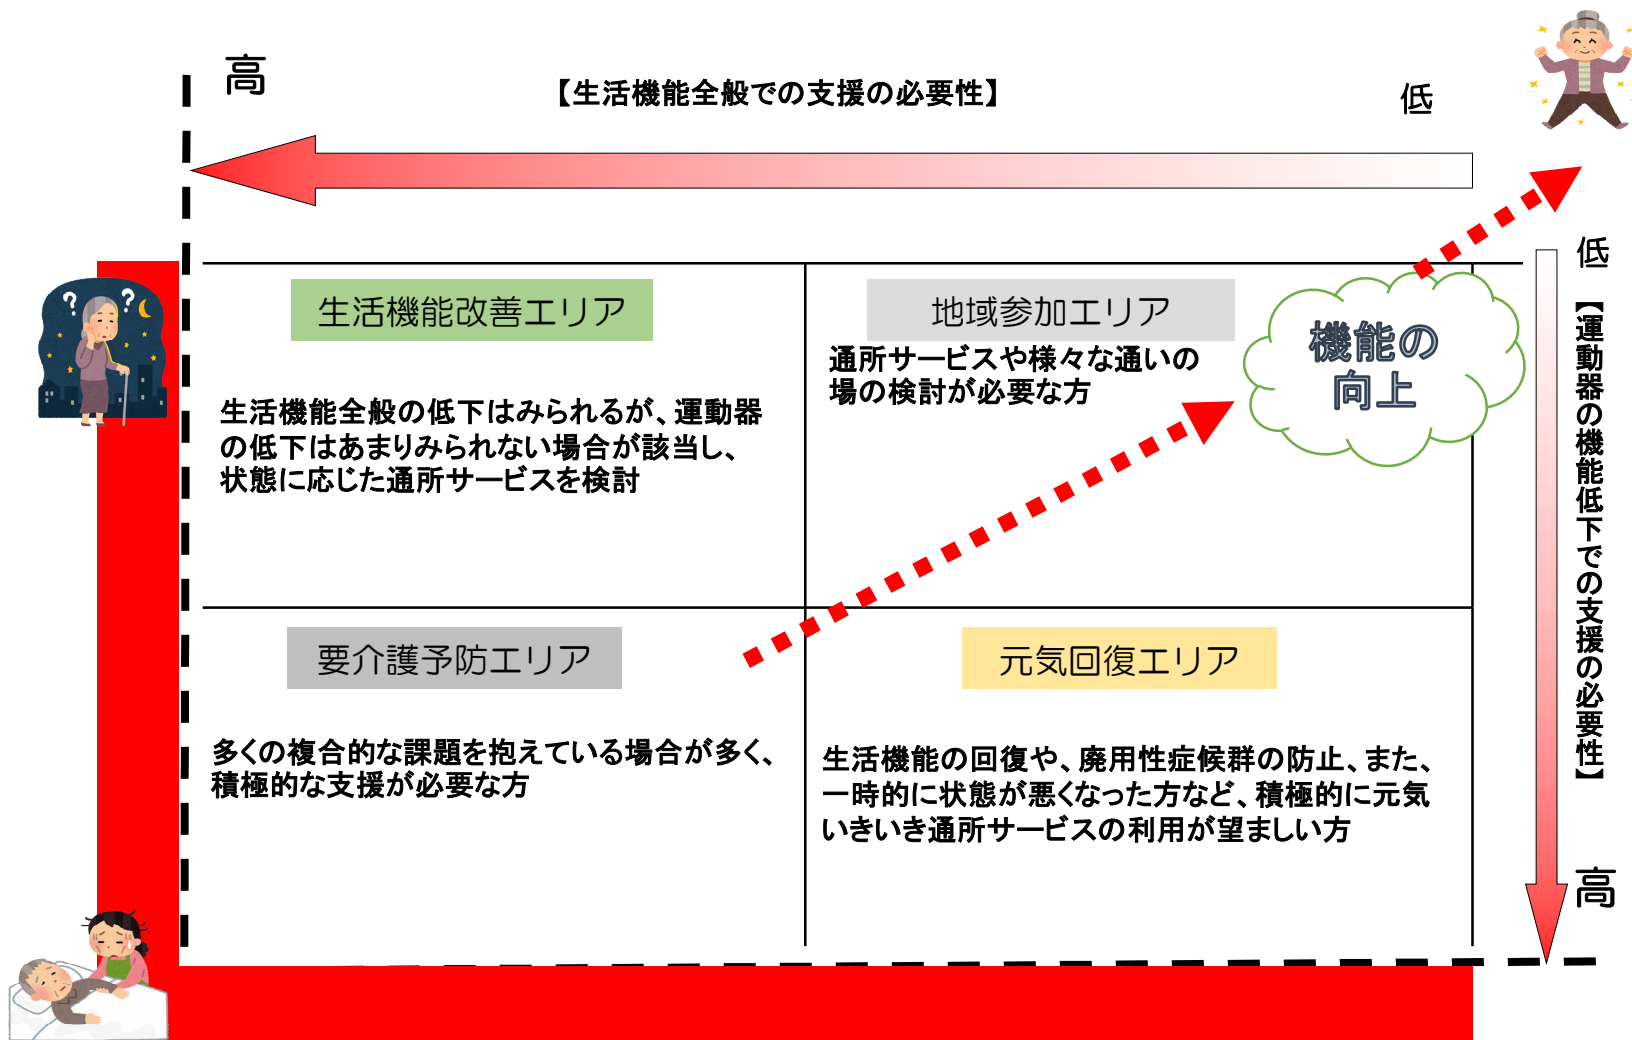 高
【生活機能全般での支援の必要性】
低
低
【運動器の機能低下での支援の必要性】
高
生活機能改善エリア
生活機能全般の低下はみられるが、運動器
の低下はあまりみられない場合が該当し、
状態に応じた通所サービスを検討
地域参加エリア
通所サービスや様々な通いの
場の検討が必要な方
機能の
向上
要介護予防エリア
多くの複合的な課題を抱えている場合が多く、
積極的な支援が必要な方
元気回復エリア
生活機能の回復や、廃用性症候群の防止、また、
一時的に状態が悪くなった方など、積極的に元気
いきいき通所サービスの利用が望ましい方
?
?